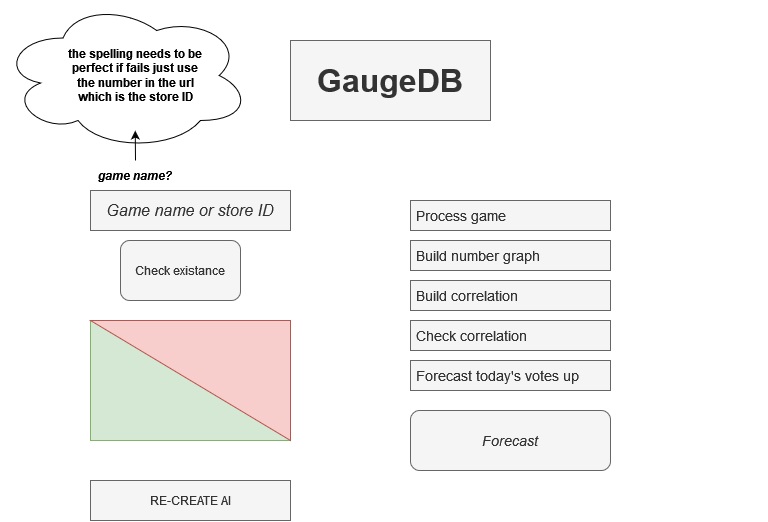 the spelling needs to be
perfect if fails just use
the number in the url
which is the store ID
GaugeDB
game name?
Game name or store ID
Check existance
Process game
Build number graph
Build correlation
Check correlation
Forecast today's votes up
Forecast
RE-CREATE AI